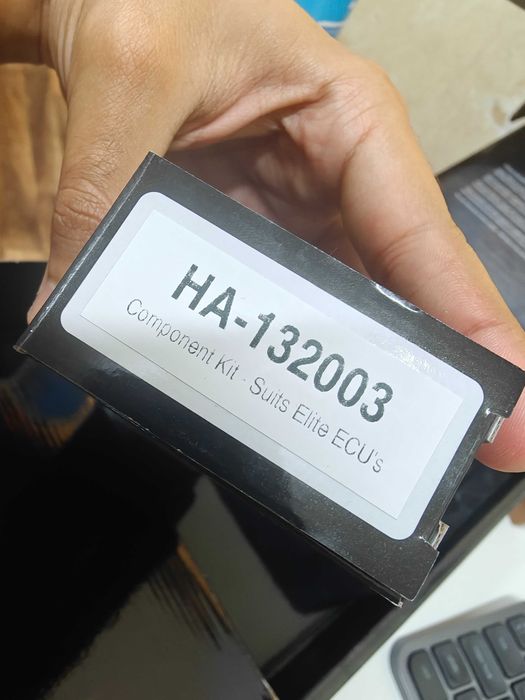 HA-132003
Component Kit - Suits Elite ECU's